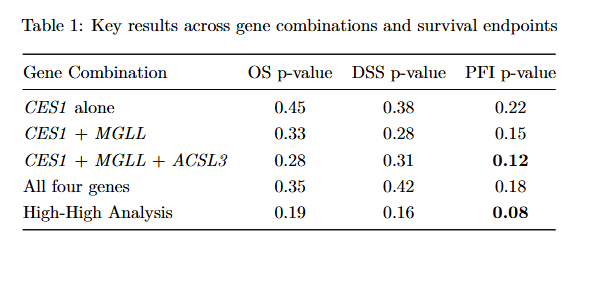 Table 1: Key results across gene combinations and survival endpoints
Gene Combination OS p-value DSS p-value PFI p-value
CES1 alone 0.45 0.38 0.22
CES1 + MGLL 0.33 0.28 0.15
CES1 + MGLL + ACSL3 0.28 0.31 0.12
All four genes 0.35 0.42 0.18
High-High Analysis 0.19 0.16 0.08